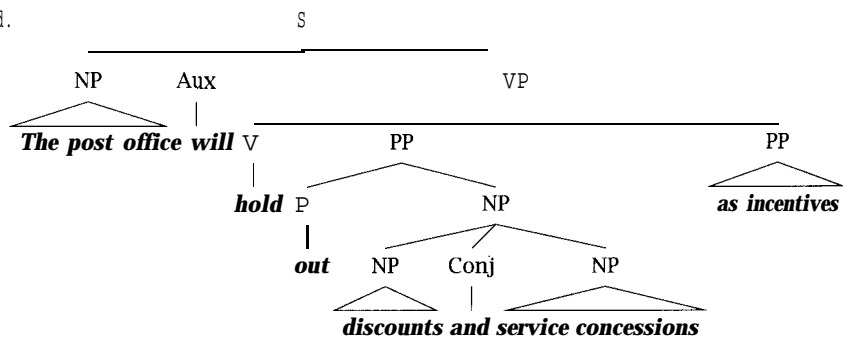 d. S
NP Aux VP
The post office will V PP PP
hold P NP as incentives
out NP Conj NP
discounts and service concessions